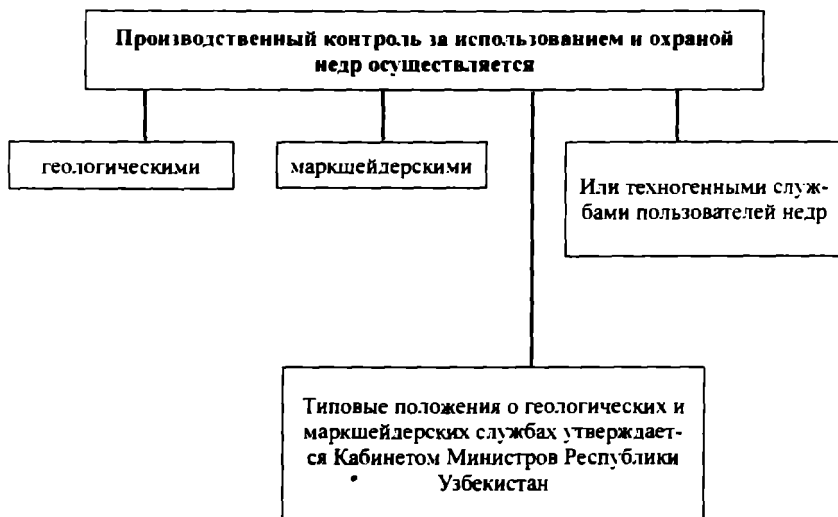 Производственный контроль за использованием и охраной
недр осуществляется
геологическими
маркшейдерскими
Или техногенными служ-
бами пользователей недр
Типовые положения о геологических и
маркшейдерских службах утверждает-
ся Кабинетом Министров Республики
Узбекистан